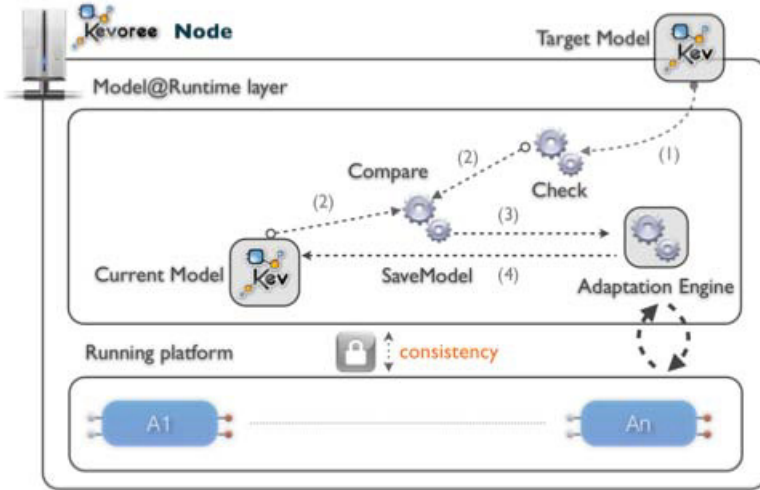 Kevoree Node
Target Model
Kev
Model@Runtime layer
(1)
(2)
Compare
Check
(2)
(3)
Kev
Current Model
SaveModel (4)
Adaptation Engine
Running platform
consistency
A1
An